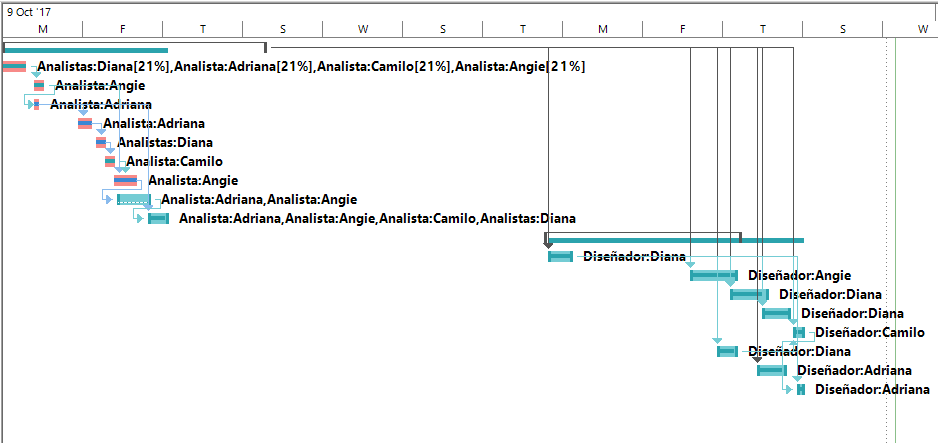 9 Oct '17
M F T S W T M F T S W
Analistas:Diana[21%],Analista:Adriana[21%],Analista:Camilo[21%],Analista:Angie[21%]
Analista:Angie
Analista:Adriana
Analista:Adriana
Analistas:Diana
Analista:Camilo
Analista:Angie
Analista:Adriana,Analista:Angie
Analista:Adriana,Analista:Angie,Analista:Camilo,Analistas:Diana
Diseñador:Diana
Diseñador:Angie
Diseñador:Diana
Diseñador:Diana
Diseñador:Camilo
Diseñador:Diana
Diseñador:Adriana
Diseñador:Adriana